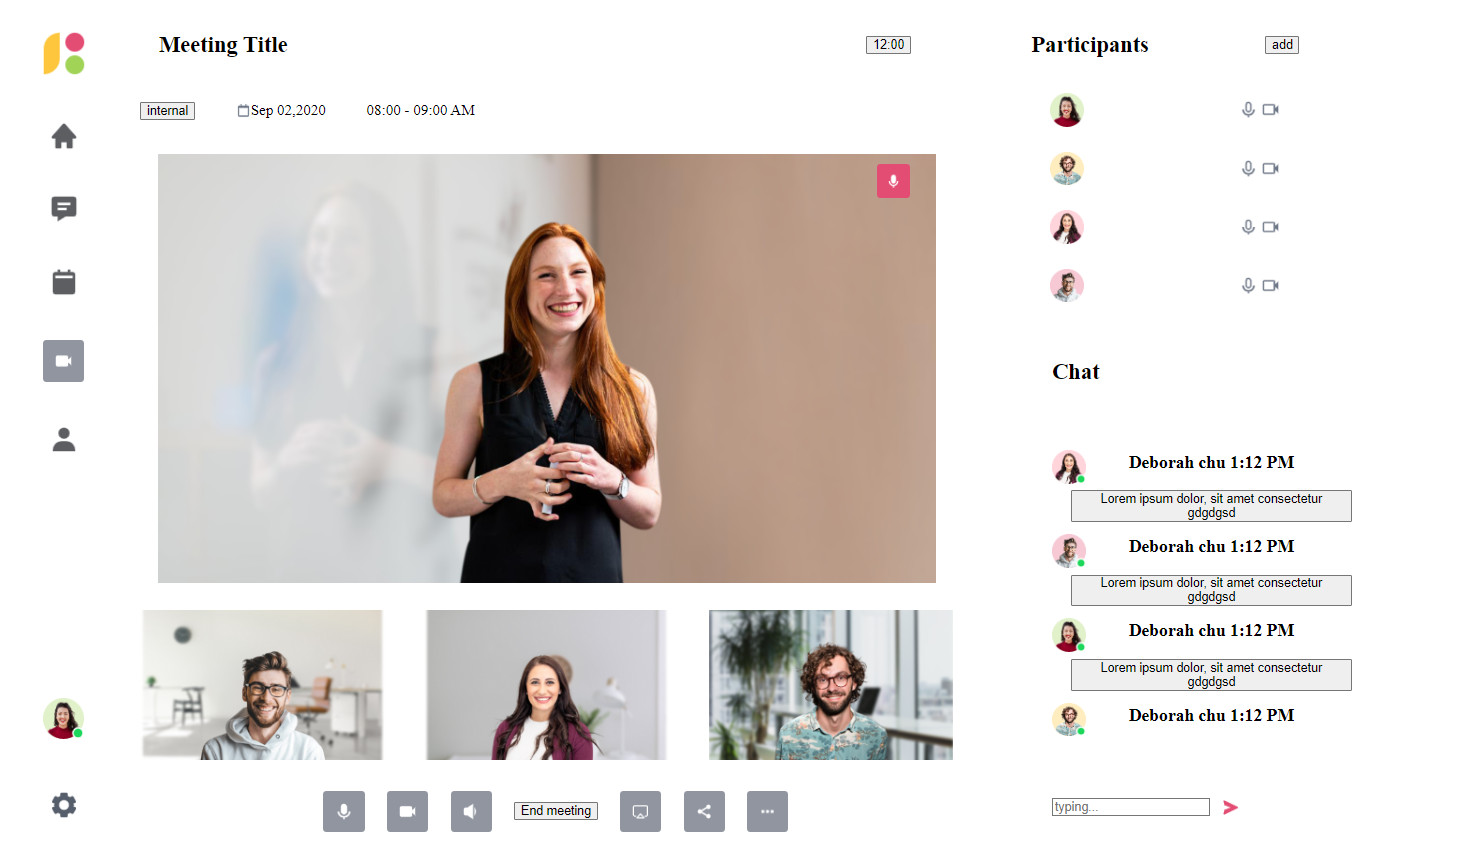 Meeting Title
12:00
internal
Sep 02,2020
08:00 - 09:00 AM
End meeting
Participants
add
Chat
Deborah chu 1:12 PM
Lorem ipsum dolor, sit amet consectetur
gdgdgsd
Deborah chu 1:12 PM
Lorem ipsum dolor, sit amet consectetur
gdgdgsd
Deborah chu 1:12 PM
Lorem ipsum dolor, sit amet consectetur
gdgdgsd
Deborah chu 1:12 PM
typing...